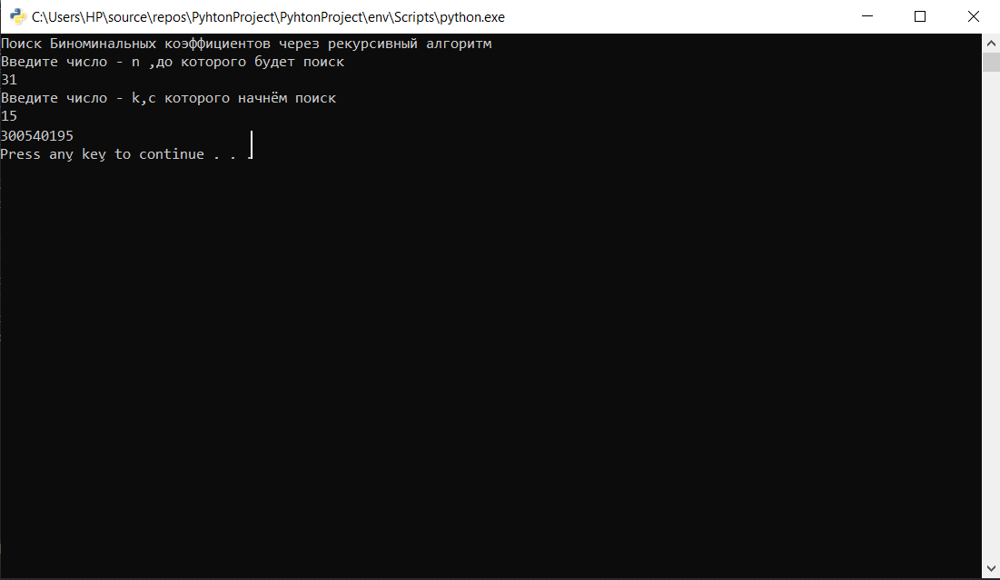 C:\Users\HP\source\repos\PyhtonProject\PyhtonProject\env\Scripts\python.exe
Поиск Биноминальных коэффициентов через рекурсивный алгоритм
Введите число - n ,до которого будет поиск
31
Введите число - k,с которого начнём поиск
15
300540195
Press any key to continue . . .